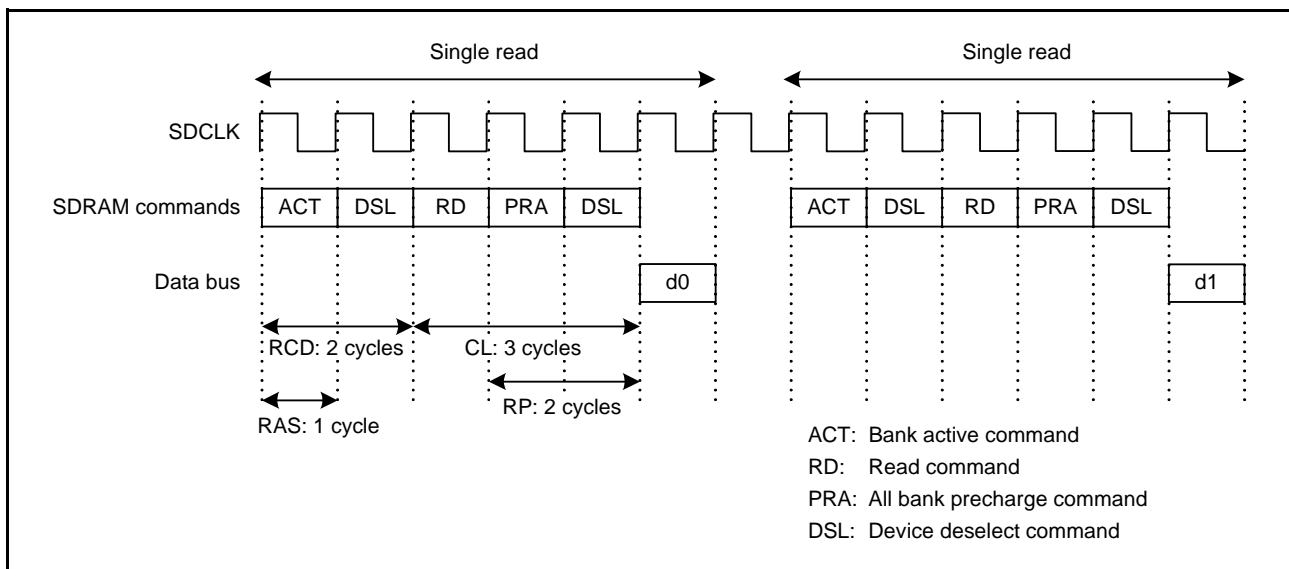 Single read Single read
SDCLK
SDRAM commands ACT DSL RD PRA DSL ACT DSL RD PRA DSL
Data bus d0 d1
RCD: 2 cycles CL: 3 cycles
RAS: 1 cycle RP: 2 cycles
ACT: Bank active command
RD: Read command
PRA: All bank precharge command
DSL: Device deselect command